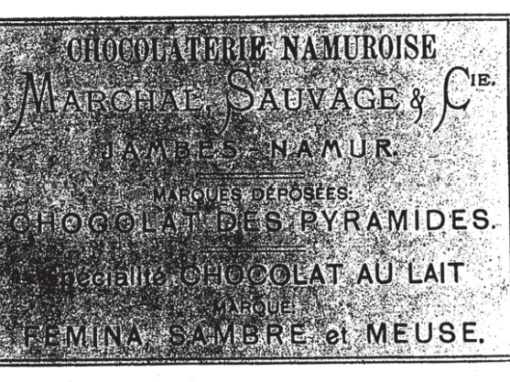 CHOCOLATERIE NAMUROISE
MARCHAL, SAUVAGE & CIE.
JAMBES-NAMUR.
MARQUES DÉPOSÉES:
CHOCOLAT DES PYRAMIDES.
Spécialité CHOCOLAT AU LAIT
MARQUE:
FEMINA, SAMBRE et MEUSE.